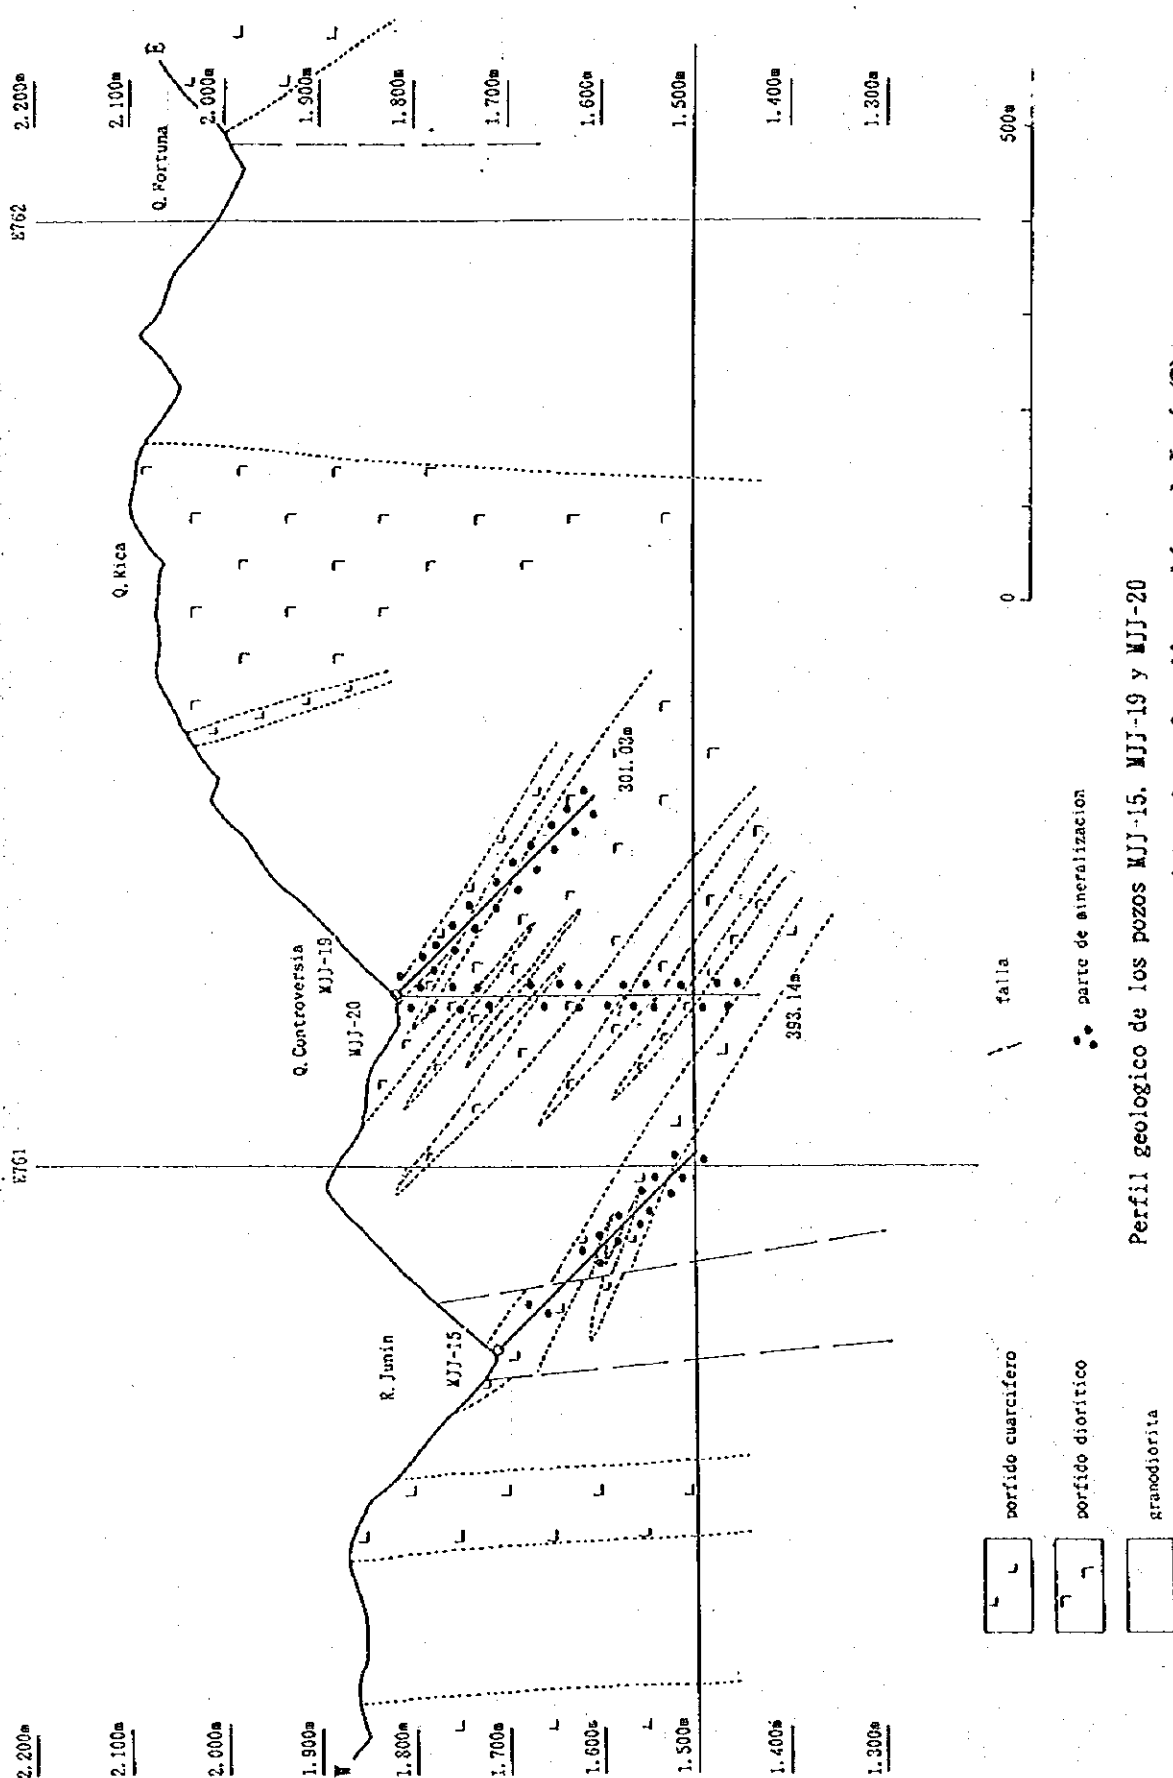 2.200m
2.100m
2.000m
1.900m
1.800m
1.700m
1.600m
1.500m
1.400m
1.300m
W
E
E761
E762
R. Junin
MJJ-15
Q. Controversia
MJJ-20
MJJ-19
Q. Rica
Q. Fortuna
2.200m
2.100m
2.000m
1.900m
1.800m
1.700m
1.600m
1.500m
1.400m
1.300m
301.03m
393.14m
0
500m
porfido cuarcifero
porfido diorítico
granodiorita
falla
parte de mineralizacion
Perfil geologico de los pozos MJJ-15, MJJ-19 y MJJ-20